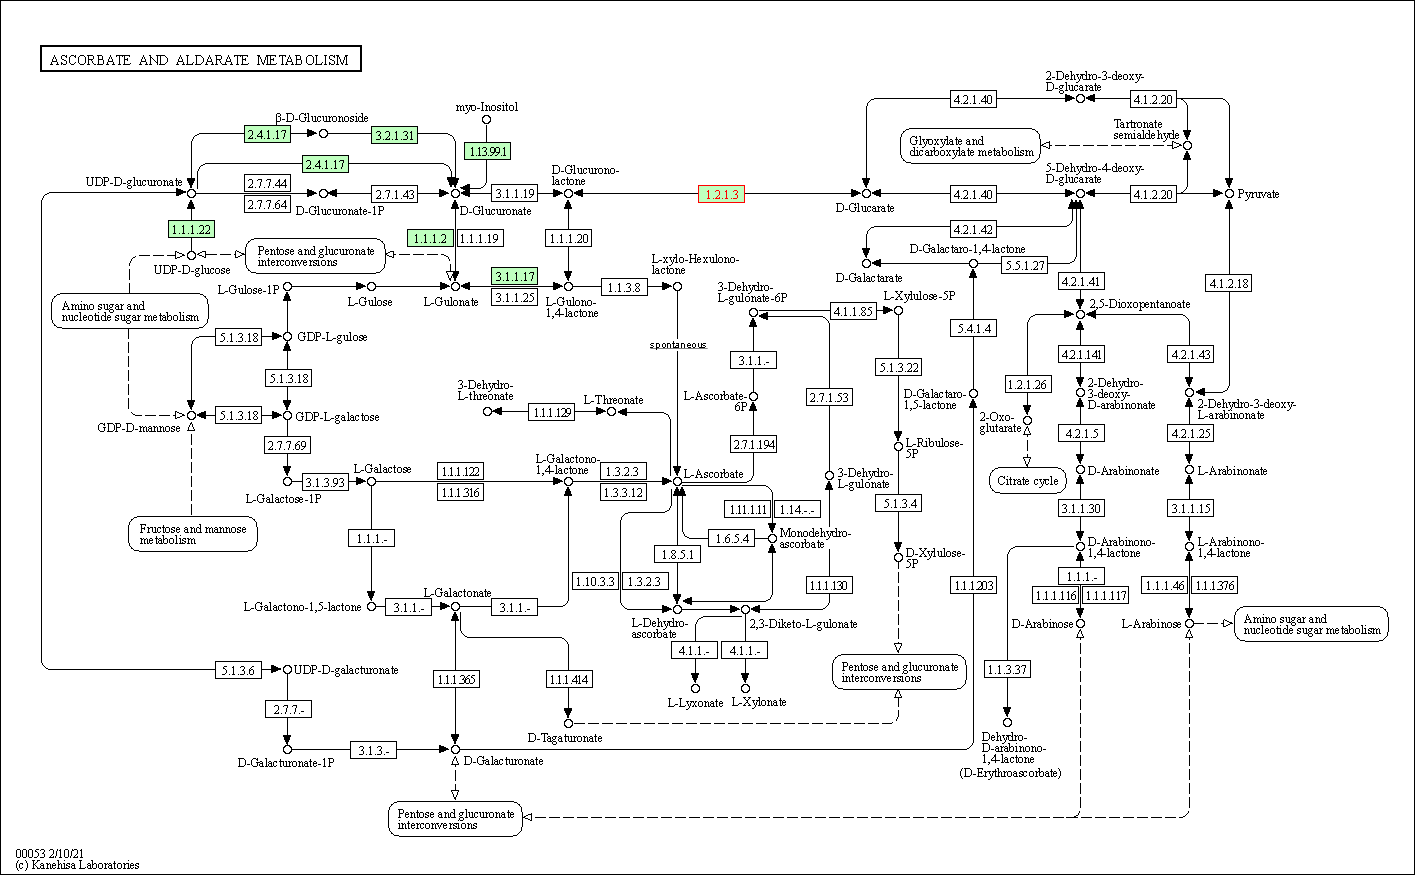 ASCORBATE AND ALDARATE METABOLISM
2-Dehydro-3-deoxy-
D-glucarate
4.2.1.40
4.1.2.20
myo-Inositol
β-D-Glucuronoside
2.4.1.17
3.2.1.31
1.13.99.1
Tartronate
semialdehyde
Glyoxylate and
dicarboxylate metabolism
2.4.1.17
D-Glucurono-
lactone
5-Dehydro-4-deoxy-
D-glucarate
UDP-D-glucuronate
2.7.7.44
2.7.7.64
D-Glucuronate-1P
2.7.1.43
D-Glucuronate
3.1.1.19
1.2.1.3
D-Glucarate
4.2.1.40
4.1.2.20
Pyruvate
1.1.1.22
1.1.1.2
1.1.1.19
1.1.1.20
4.2.1.42
D-Galactaro-1,4-lactone
UDP-D-glucose
Pentose and glucuronate
interconversions
L-xylo-Hexulono-
lactone
D-Galactarate
5.5.1.27
4.2.1.41
4.1.2.18
L-Gulose-1P
L-Gulose
L-Gulonate
3.1.1.17
3.1.1.25
L-Gulono-
1,4-lactone
1.1.3.8
3-Dehydro-
L-gulonate-6P
4.1.1.85
L-Xylulose-5P
2,5-Dioxopentanoate
Amino sugar and
nucleotide sugar metabolism
5.1.3.18
GDP-L-gulose
spontaneous
3.1.1.-
5.1.3.22
5.4.1.4
4.2.1.141
4.2.1.43
5.1.3.18
3-Dehydro-
L-threonate
1.1.1.129
L-Threonate
L-Ascorbate-
6P
2.7.1.53
D-Galactaro-
1,5-lactone
1.2.1.26
2-Dehydro-
3-deoxy-
D-arabinonate
2-Dehydro-3-deoxy-
L-arabinonate
GDP-D-mannose
5.1.3.18
GDP-L-galactose
2-Oxo-
glutarate
2.7.7.69
2.7.1.194
L-Ribulose-
5P
4.2.1.5
4.2.1.25
L-Galactose-1P
3.1.3.93
L-Galactose
1.1.1.122
1.1.1.316
L-Galactono-
1,4-lactone
1.3.2.3
1.3.3.12
L-Ascorbate
3-Dehydro-
L-gulonate
Citrate cycle
D-Arabinonate
L-Arabinonate
Fructose and mannose
metabolism
1.1.1.-
1.11.1.11
1.14.-.-
5.1.3.4
3.1.1.30
3.1.1.15
1.6.5.4
Monodehydro-
ascorbate
1.8.5.1
D-Xylulose-
5P
D-Arabinono-
1,4-lactone
L-Arabinono-
1,4-lactone
1.10.3.3
1.3.2.3
1.1.1.130
1.1.1203
1.1.1.-
1.1.1.116
1.1.1.117
1.1.1.46
1.1.1.376
L-Galactono-1,5-lactone
3.1.1.-
L-Galactonate
3.1.1.-
L-Dehydro-
ascorbate
2,3-Diketo-L-gulonate
D-Arabinose
L-Arabinose
Amino sugar and
nucleotide sugar metabolism
4.1.1.-
4.1.1.-
5.1.3.6
UDP-D-galacturonate
1.1.1.365
1.1.1.414
L-Lyxonate
L-Xylonate
Pentose and glucuronate
interconversions
1.1.3.37
2.7.7.-
D-Tagaturonate
D-Galacturonate-1P
3.1.3.-
D-Galacturonate
Dehydro-
D-arabinono-
1,4-lactone
(D-Erythroascorbate)
Pentose and glucuronate
interconversions
00053 2/10/21
(c) Kanehisa Laboratories